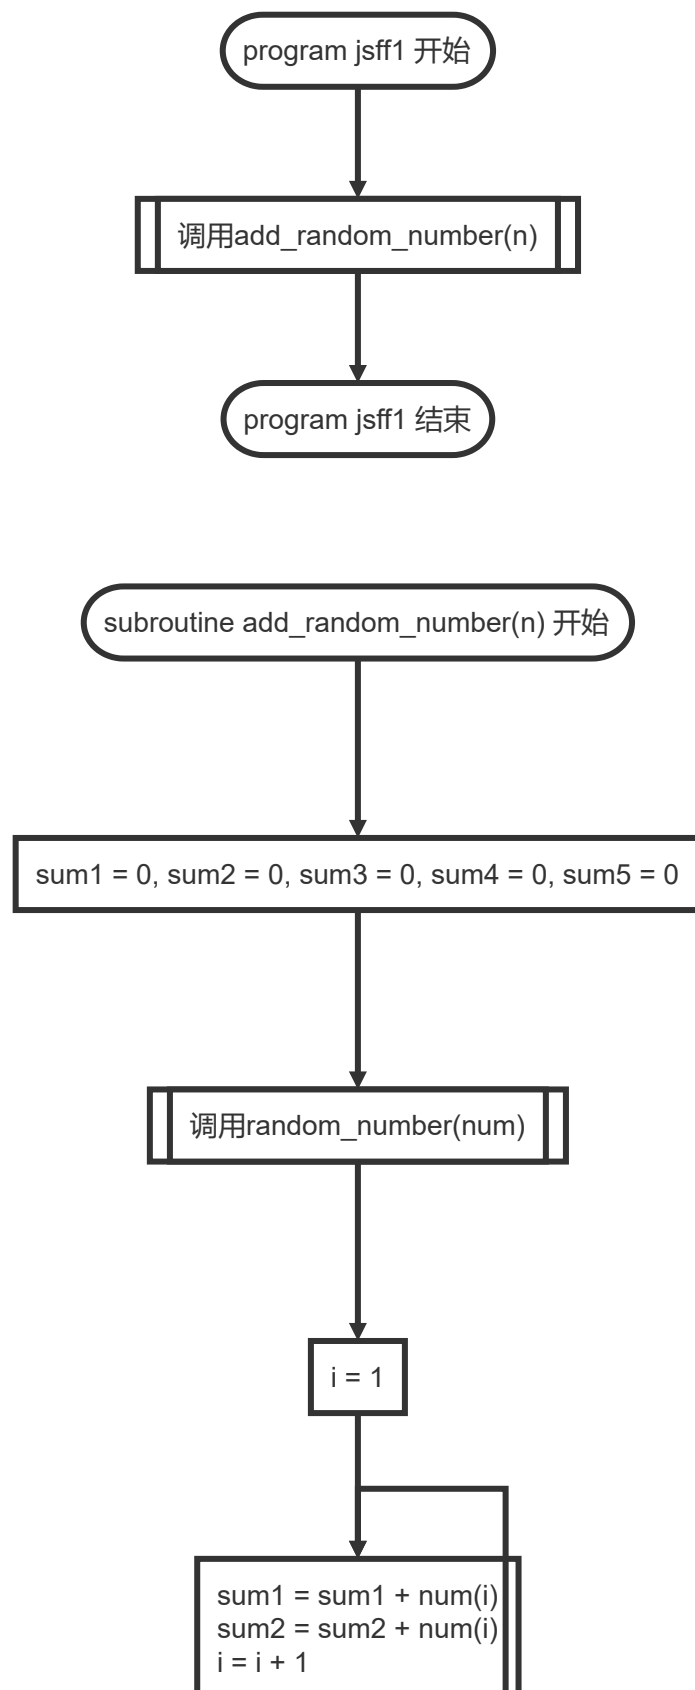 program jsff1 开始
调用add_random_number(n)
program jsff1 结束
subroutine add_random_number(n) 开始
sum1 = 0, sum2 = 0, sum3 = 0, sum4 = 0, sum5 = 0
调用random_number(num)
i = 1
sum1 = sum1 + num(i)
sum2 = sum2 + num(i)
i = i + 1